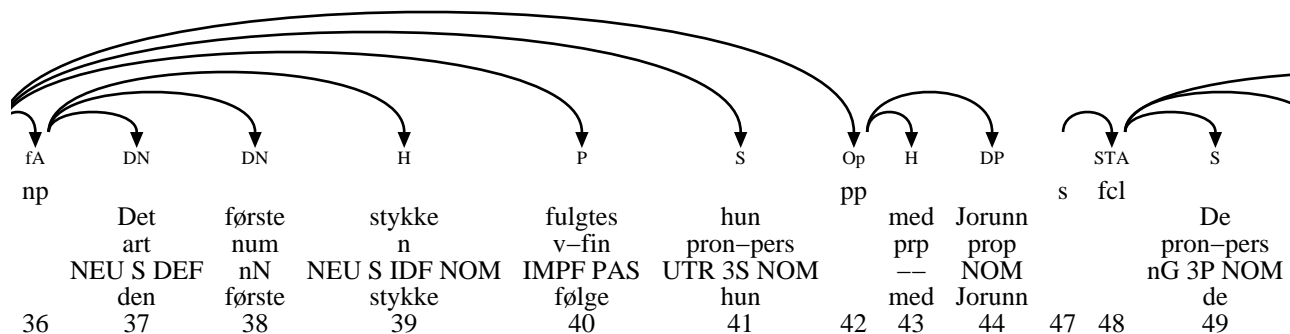 fA DN DN H P S Op H DP STA S
np pp s fcl
Det første stykke fulgtes hun med Jorunn De
art num n v−fin pron−pers prp prop pron−pers
NEU S DEF nN NEU S IDF NOM IMPF PAS UTR 3S NOM −− NOM nG 3P NOM
den første stykke følge hun med Jorunn de
36 37 38 39 40 41 42 43 44 47 48 49